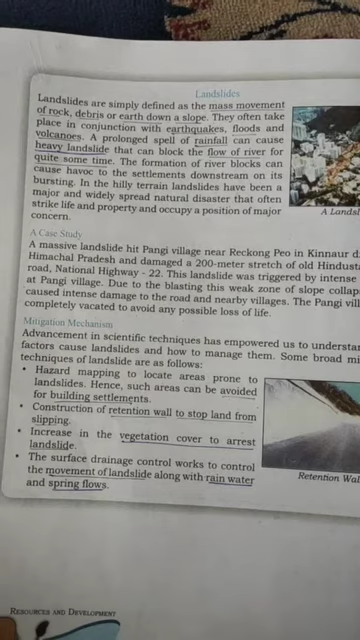 Landslides
Landslides are simply defined as the mass movement
of rock, debris or earth down a slope. They often take
place in conjunction with earthquakes, floods and
volcanoes. A prolonged spell of rainfall can cause
heavy landslide that can block the flow of river for
quite some time. The formation of river blocks can
cause havoc to the settlements downstream on its
bursting. In the hilly terrain landslides have been a
major and widely spread natural disaster that often
strike life and property and occupy a position of major
concern.
A Landsl
A Case Study
A massive landslide hit Pangi village near Reckong Peo in Kinnaur d
Himachal Pradesh and damaged a 200-meter stretch of old Hindust
road, National Highway - 22. This landslide was triggered by intense
at Pangi village. Due to the blasting this weak zone of slope collap
caused intense damage to the road and nearby villages. The Pangi vil
completely vacated to avoid any possible loss of life.
Mitigation Mechanism
Advancement in scientific techniques has empowered us to understa
factors cause landslides and how to manage them. Some broad mi
techniques of landslide are as follows:
• Hazard mapping to locate areas prone to
landslides. Hence, such areas can be avoided
for building settlements.
• Construction of retention wall to stop land from
slipping.
• Increase in the vegetation cover to arrest
landslide.
• The surface drainage control works to control
the movement of landslide along with rain water
and spring flows.
Retention Wal
RESOURCES AND DEVELOPMENT